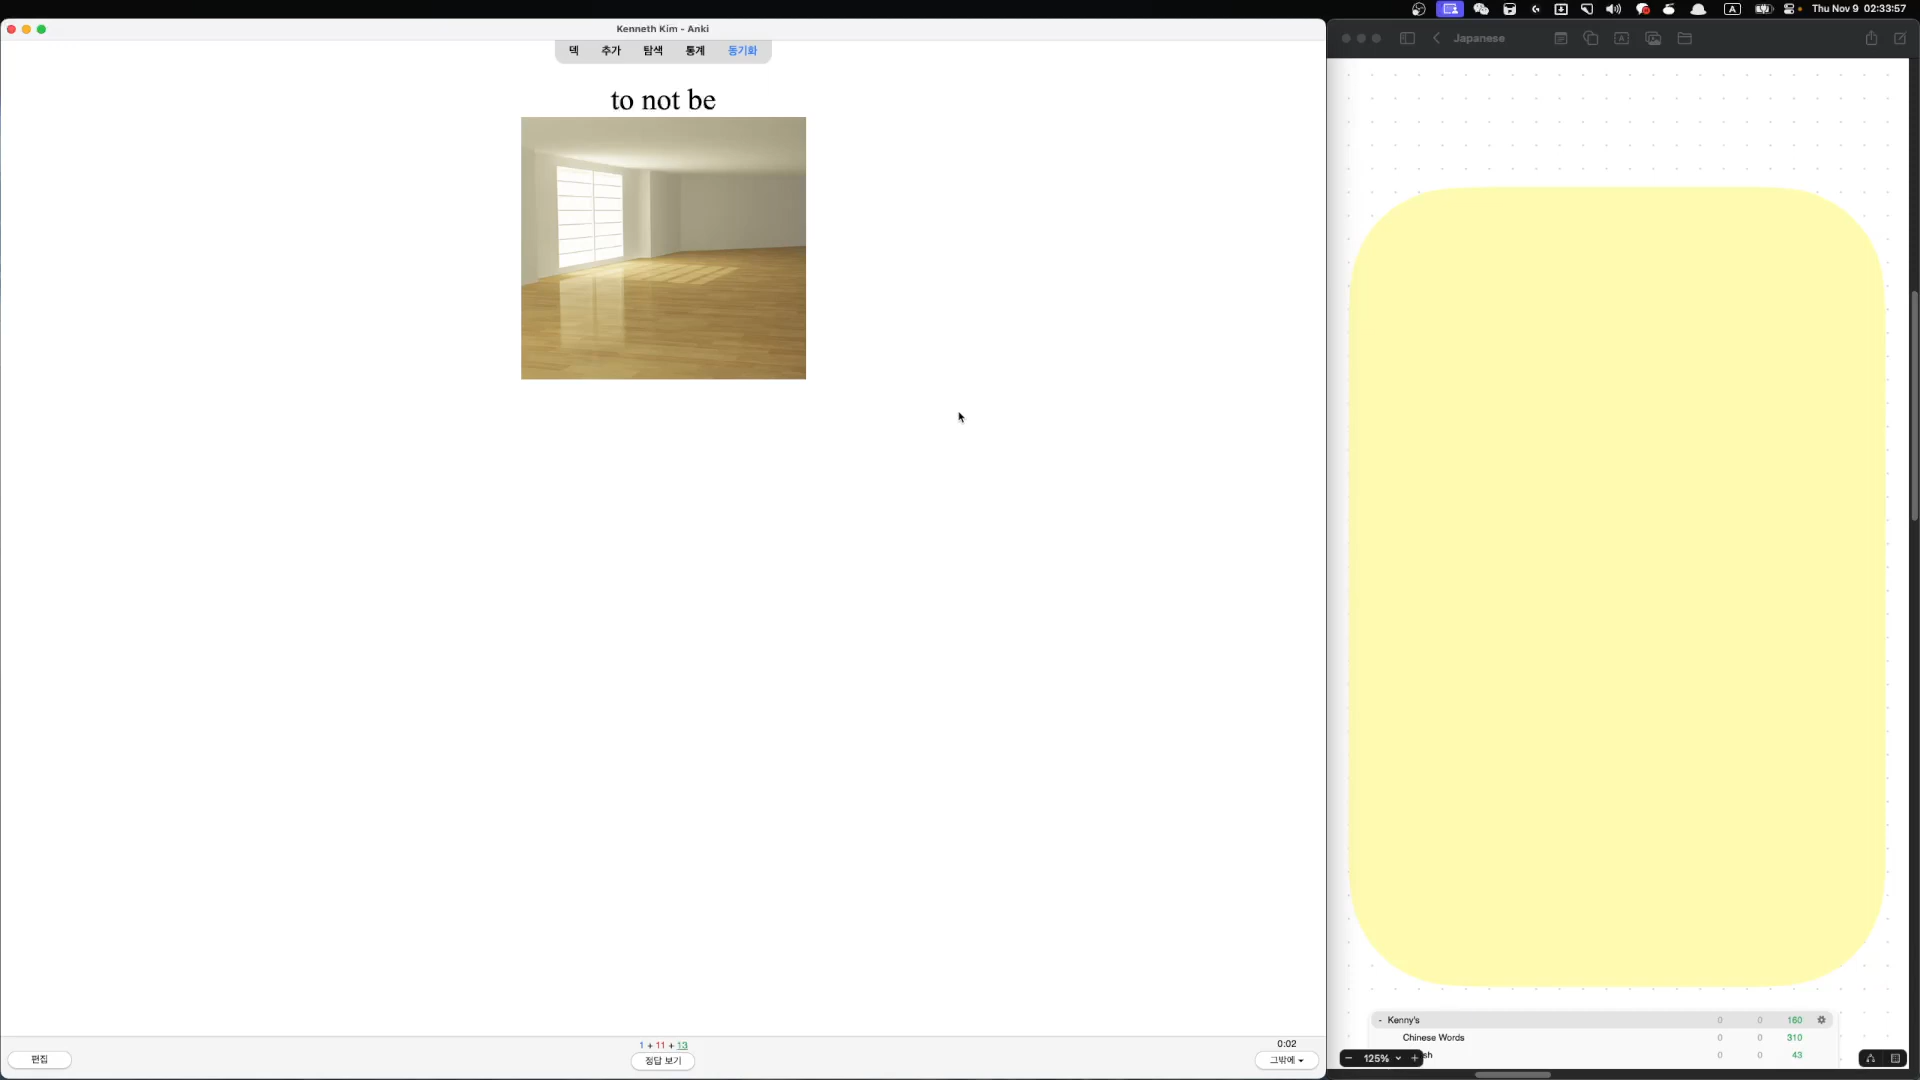 Thu Nov 9 02:33:57
Kenneth Kim - Anki
덱 추가 탐색 통계 동기화
Japanese
to not be
Kenny's 0 0 160
Chinese Words 0 0 310
sh 0 0 43
125%
1 + 11 + 13
0:02
편집
정답 보기
그밖에